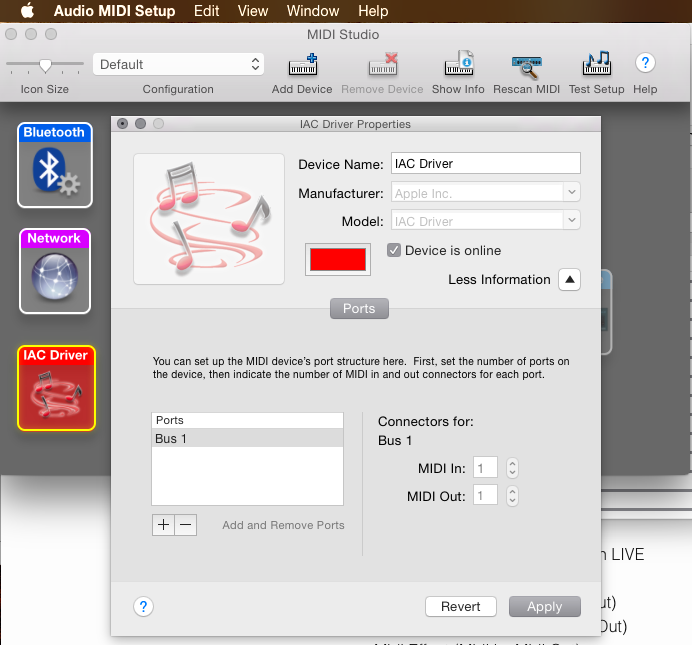 Audio MIDI Setup Edit View Window Help
MIDI Studio
Default
Icon Size Configuration Add Device Remove Device Show Info Rescan MIDI Test Setup Help
Bluetooth
Network
IAC Driver
IAC Driver Properties
Device Name: IAC Driver
Manufacturer: Apple Inc.
Model: IAC Driver
Device is online
Less Information
Ports
You can set up the MIDI device's port structure here. First, set the number of ports on
the device, then indicate the number of MIDI in and out connectors for each port.
Ports
Bus 1
Add and Remove Ports
Connectors for:
Bus 1
MIDI In: 1
MIDI Out: 1
? Revert Apply
LIVE